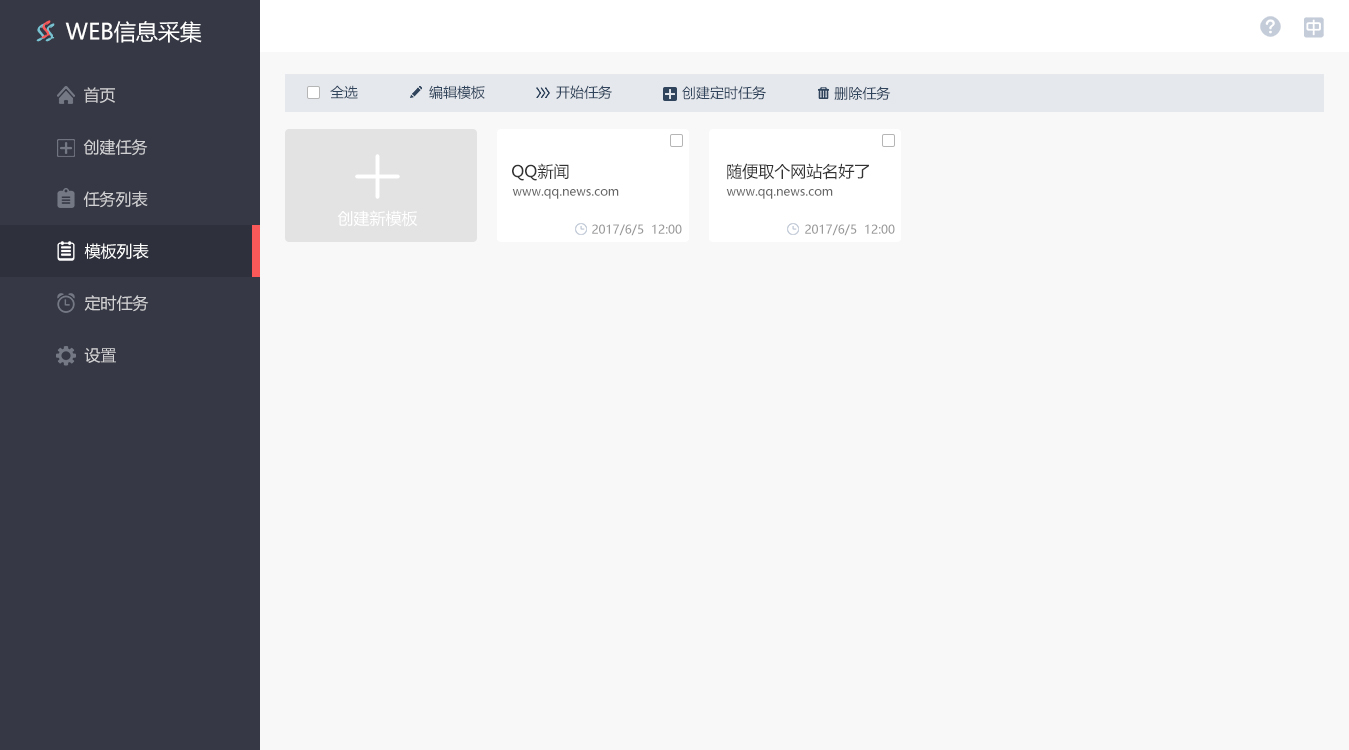 WEB信息采集
首页
创建任务
任务列表
模板列表
定时任务
设置
中
全选 编辑模板 开始任务 创建定时任务 删除任务
创建新模板
QQ新闻
www.qq.news.com
2017/6/5 12:00
随便取个网站名好了
www.qq.news.com
2017/6/5 12:00